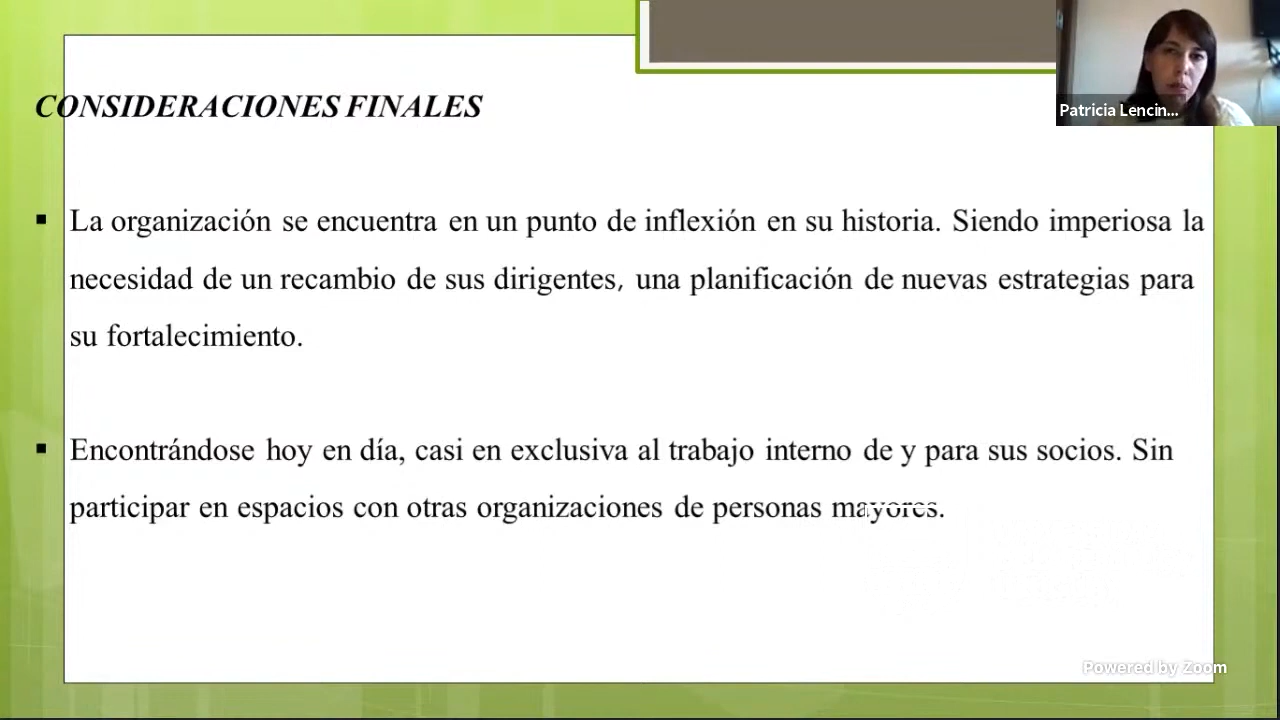 CONSIDERACIONES FINALES
Patricia Lencin...
La organización se encuentra en un punto de inflexión en su historia. Siendo imperiosa la
necesidad de un recambio de sus dirigentes, una planificación de nuevas estrategias para
su fortalecimiento.
Encontrándose hoy en día, casi en exclusiva al trabajo interno de y para sus socios. Sin
participar en espacios con otras organizaciones de personas mayores.
Powered by Zoom